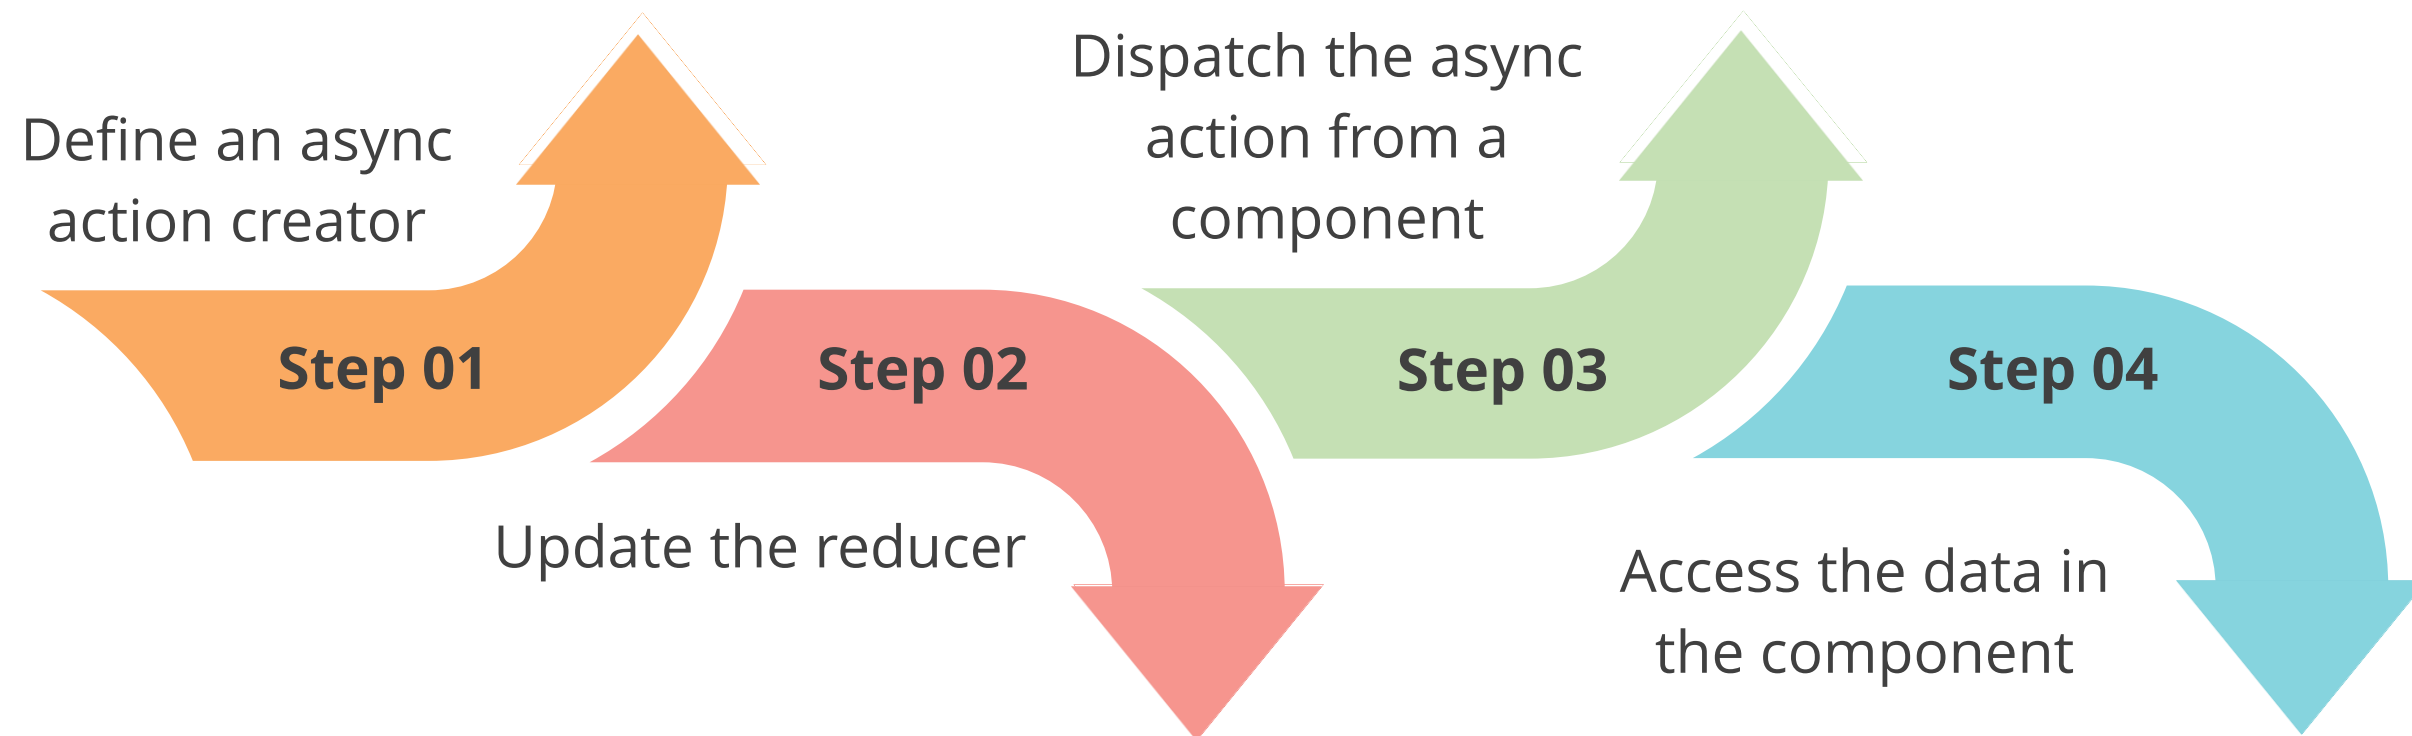 Define an async
action creator
Step 01
Step 02
Update the reducer
Dispatch the async
action from a
component
Step 03
Step 04
Access the data in
the component